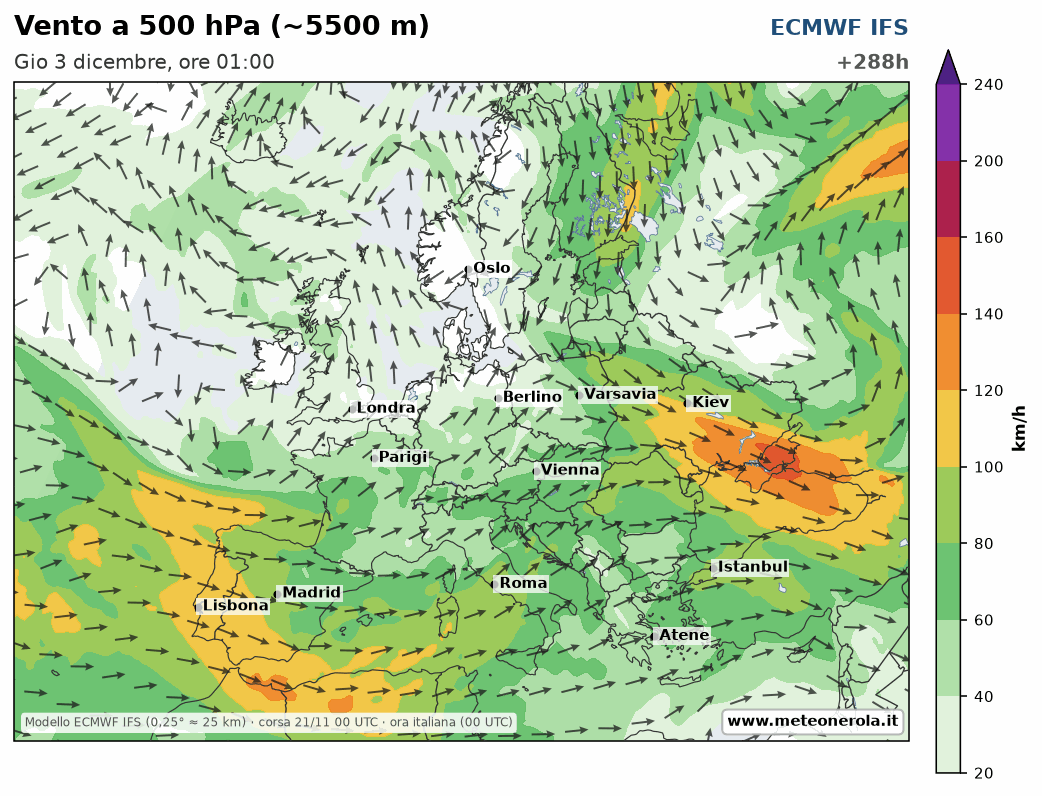 Vento a 500 hPa (~5500 m)
ECMWF IFS
Gio 3 dicembre, ore 01:00
+288h
240
200
160
140
120
100
80
60
40
20
km/h
Oslo
Berlino
Varsavia
Kiev
Londra
Parigi
Vienna
Istanbul
Roma
Madrid
Lisbona
Atene
Modello ECMWF IFS (0,25° ≈ 25 km) · corsa 21/11 00 UTC · ora italiana (00 UTC)
www.meteonerola.it